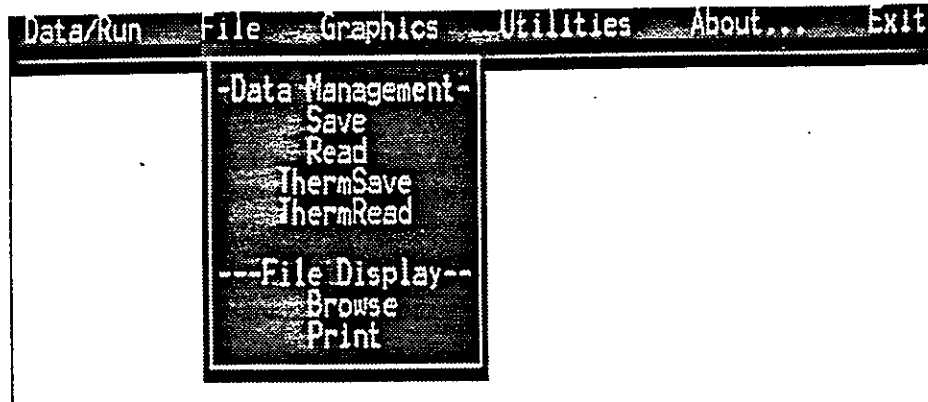 Data/Run File Graphics Utilities About... Exit
-Data Management-
Save
Read
ThermSave
ThermRead
---File Display--
Browse
Print